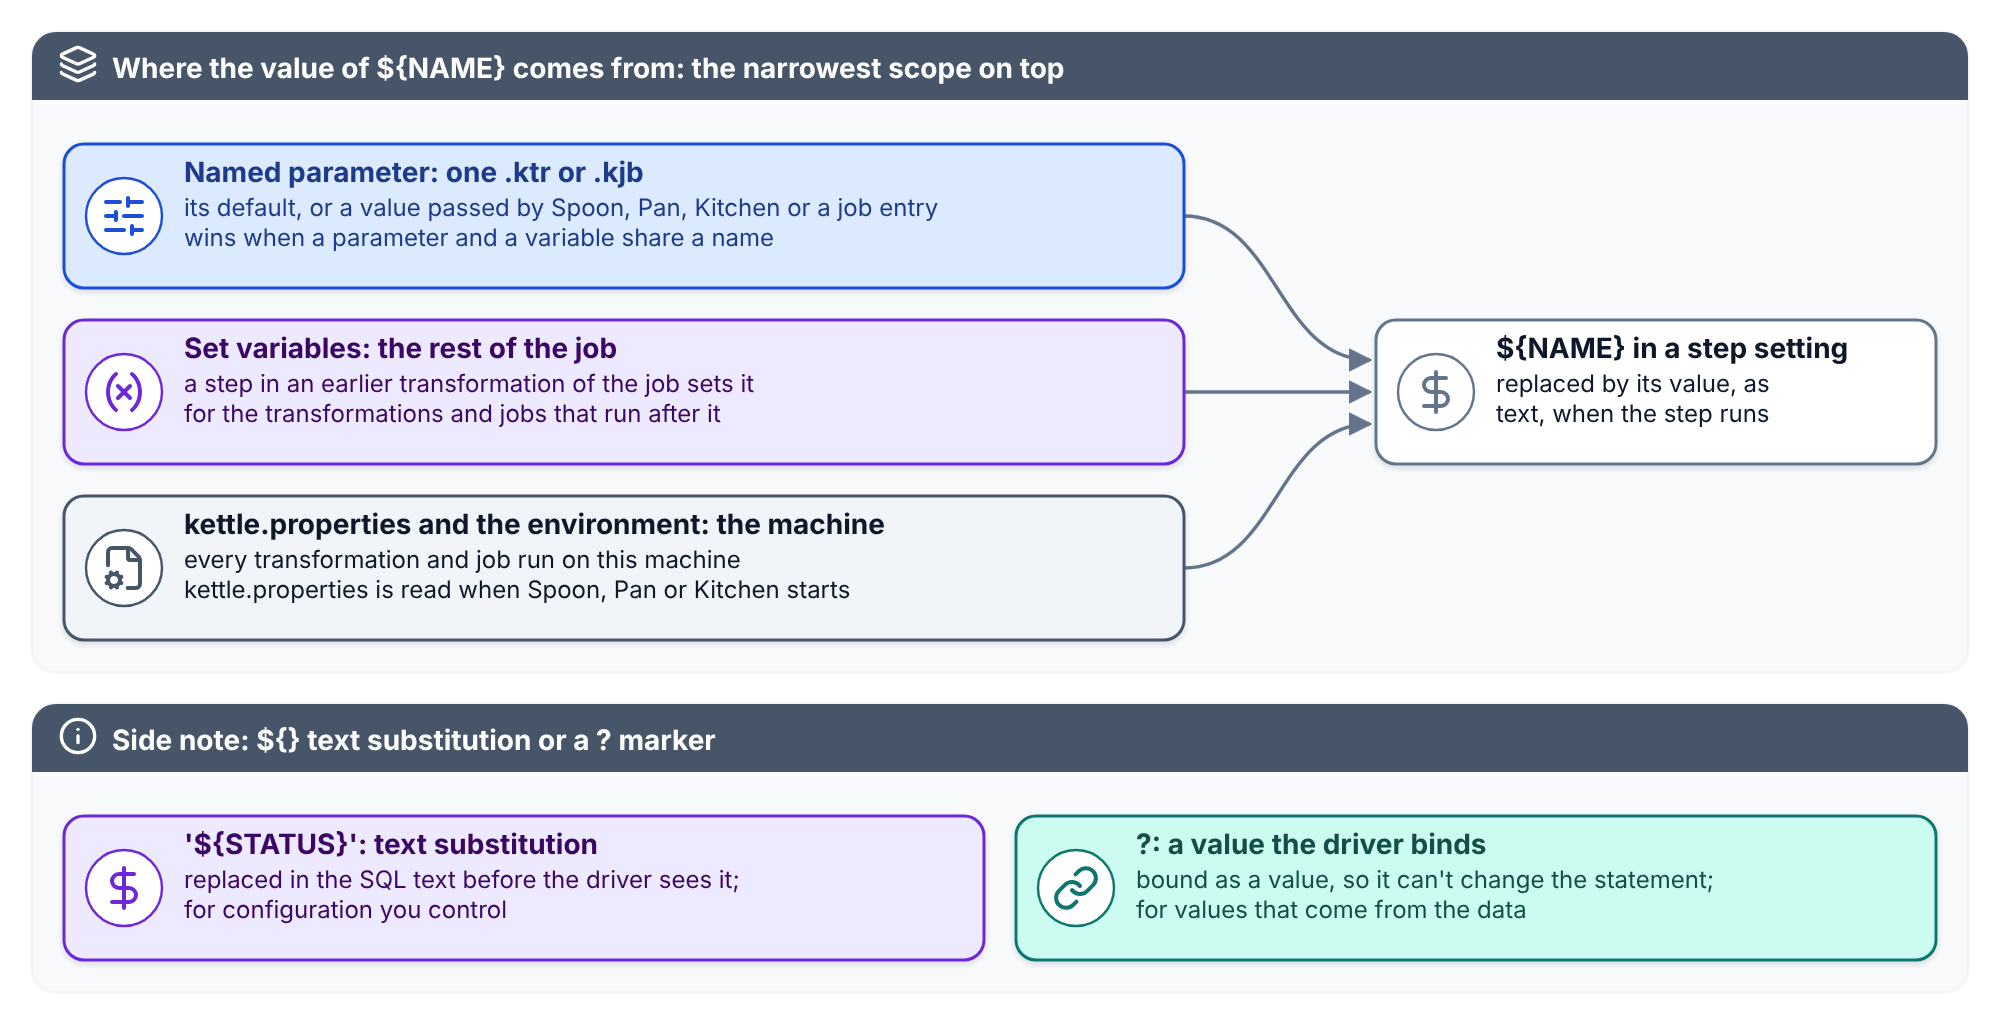 Where the value of ${NAME} comes from: the narrowest scope on top
Named parameter: one .ktr or .kjb
its default, or a value passed by Spoon, Pan, Kitchen or a job entry
wins when a parameter and a variable share a name
Set variables: the rest of the job
a step in an earlier transformation of the job sets it
for the transformations and jobs that run after it
${NAME} in a step setting
replaced by its value, as
text, when the step runs
kettle.properties and the environment: the machine
every transformation and job run on this machine
kettle.properties is read when Spoon, Pan or Kitchen starts
Side note: ${} text substitution or a ? marker
'${STATUS}': text substitution
replaced in the SQL text before the driver sees it;
for configuration you control
?: a value the driver binds
bound as a value, so it can't change the statement;
for values that come from the data